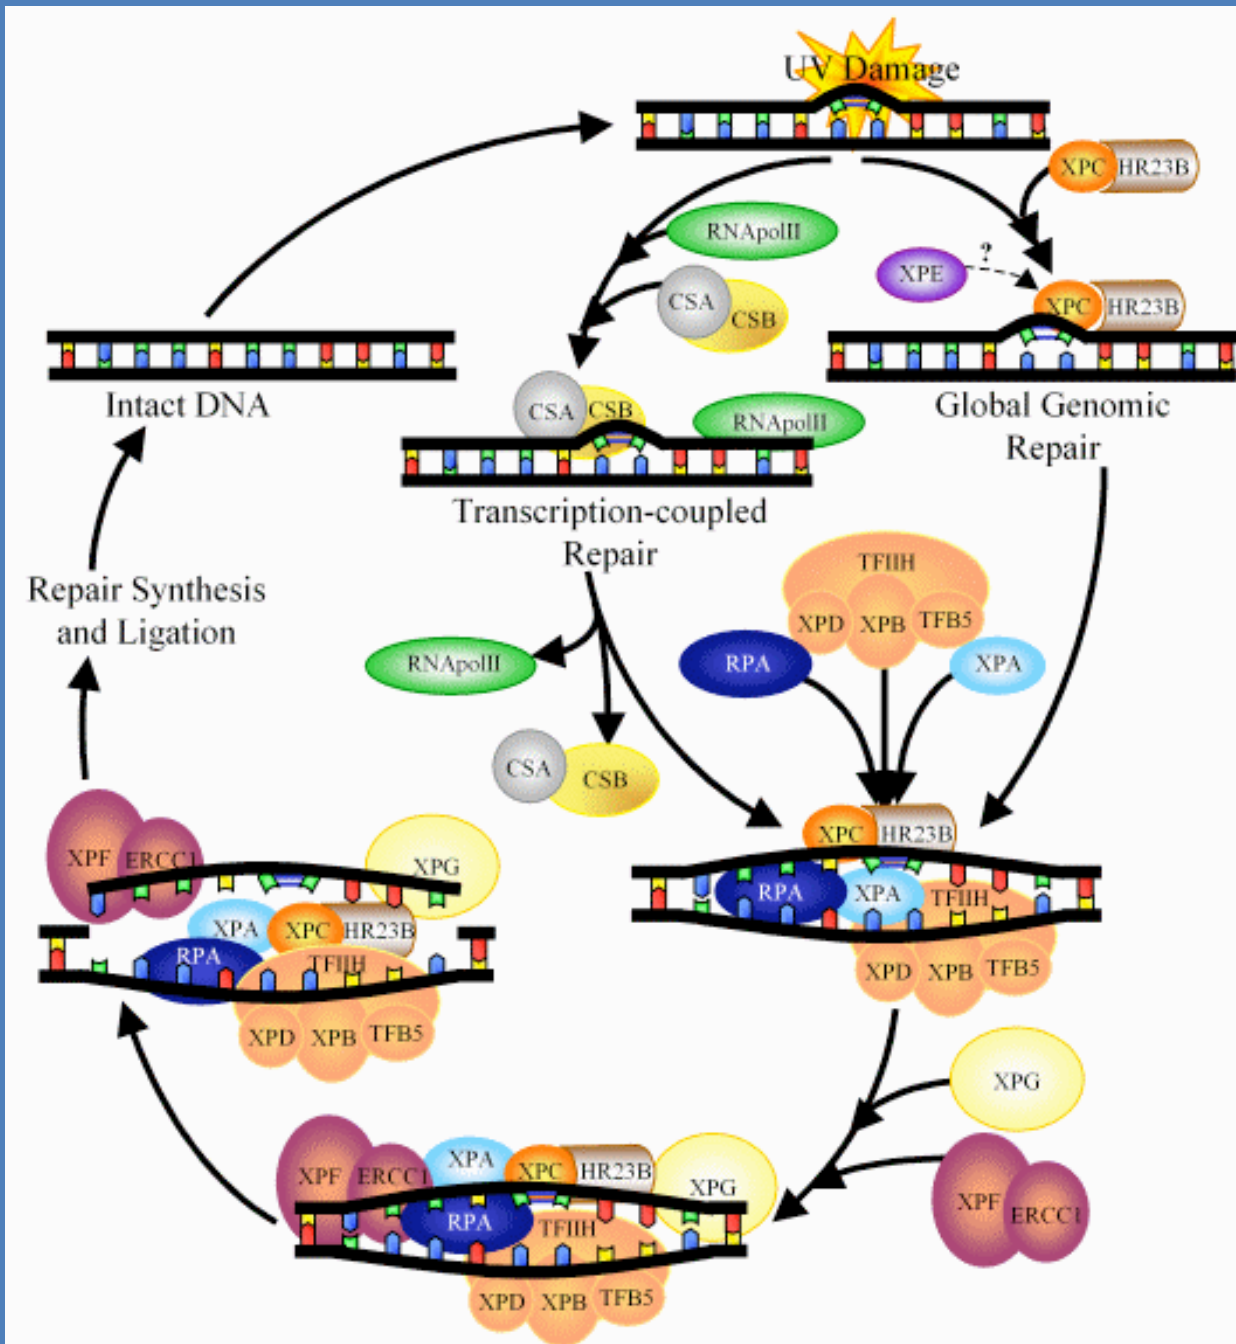 UV Damage
XPC
HR23B
RNApolII
XPE
?
CSA
CSB
XPC
HR23B
Intact DNA
CSA
CSB
RNApolII
Global Genomic
Repair
Transcription-coupled
Repair
TFIIH
XPD
XPB
TFB5
Repair Synthesis
and Ligation
RNApolII
RPA
XPA
CSA
CSB
XPC
HR23B
RPA
XPA
TFIIH
XPD
XPB
TFB5
XPF
ERCC1
XPG
XPA
XPC
HR23B
RPA
TFIIH
XPD
XPB
TFB5
XPG
XPF
ERCC1
XPF
ERCC1
XPA
XPC
HR23B
XPG
RPA
TFIIH
XPD
XPB
TFB5